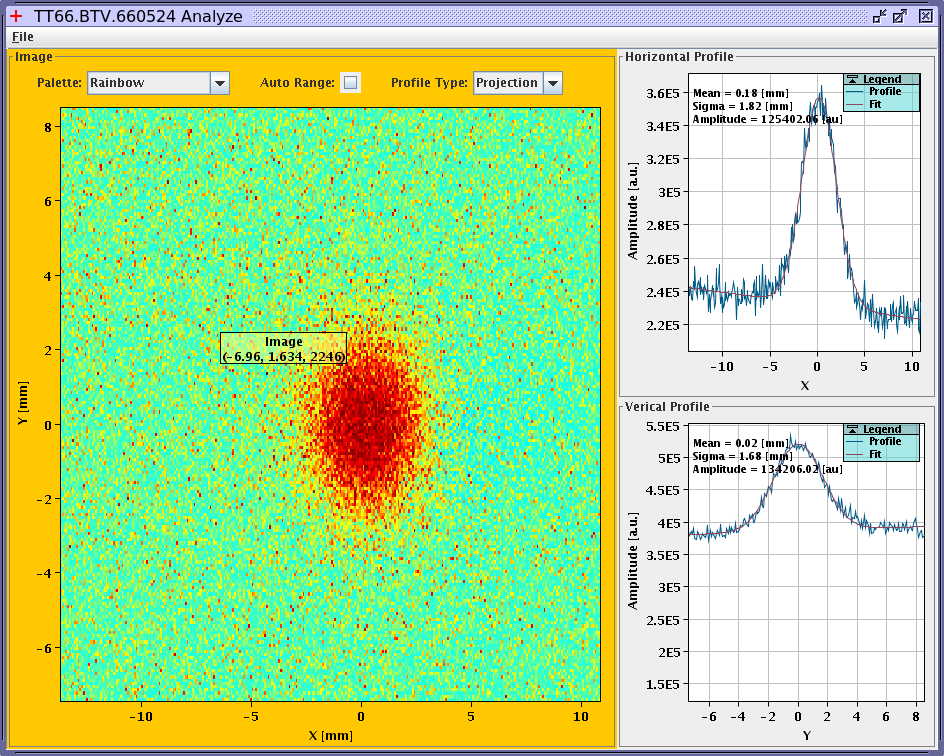 TT66.BTV.660524 Analyze
File
Image
Palette: Rainbow Auto Range: Profile Type: Projection
8
6
4
2
0
-2
-4
-6
Y [mm]
Image
(-6.96, 1.634, 2246)
-10 -5 0 5 10
X [mm]
Horizontal Profile
Legend
Profile
Fit
Mean = 0.18 [mm]
Sigma = 1.82 [mm]
Amplitude = 125402.06 [au]
3.6E5
3.4E5
3.2E5
3E5
2.8E5
2.6E5
2.4E5
2.2E5
Amplitude [a.u.]
-10 -5 0 5 10
X
Verical Profile
Legend
Profile
Fit
Mean = 0.02 [mm]
Sigma = 1.68 [mm]
Amplitude = 134206.02 [au]
5.5E5
5E5
4.5E5
4E5
3.5E5
3E5
2.5E5
2E5
1.5E5
Amplitude [a.u.]
-6 -4 -2 0 2 4 6 8
Y